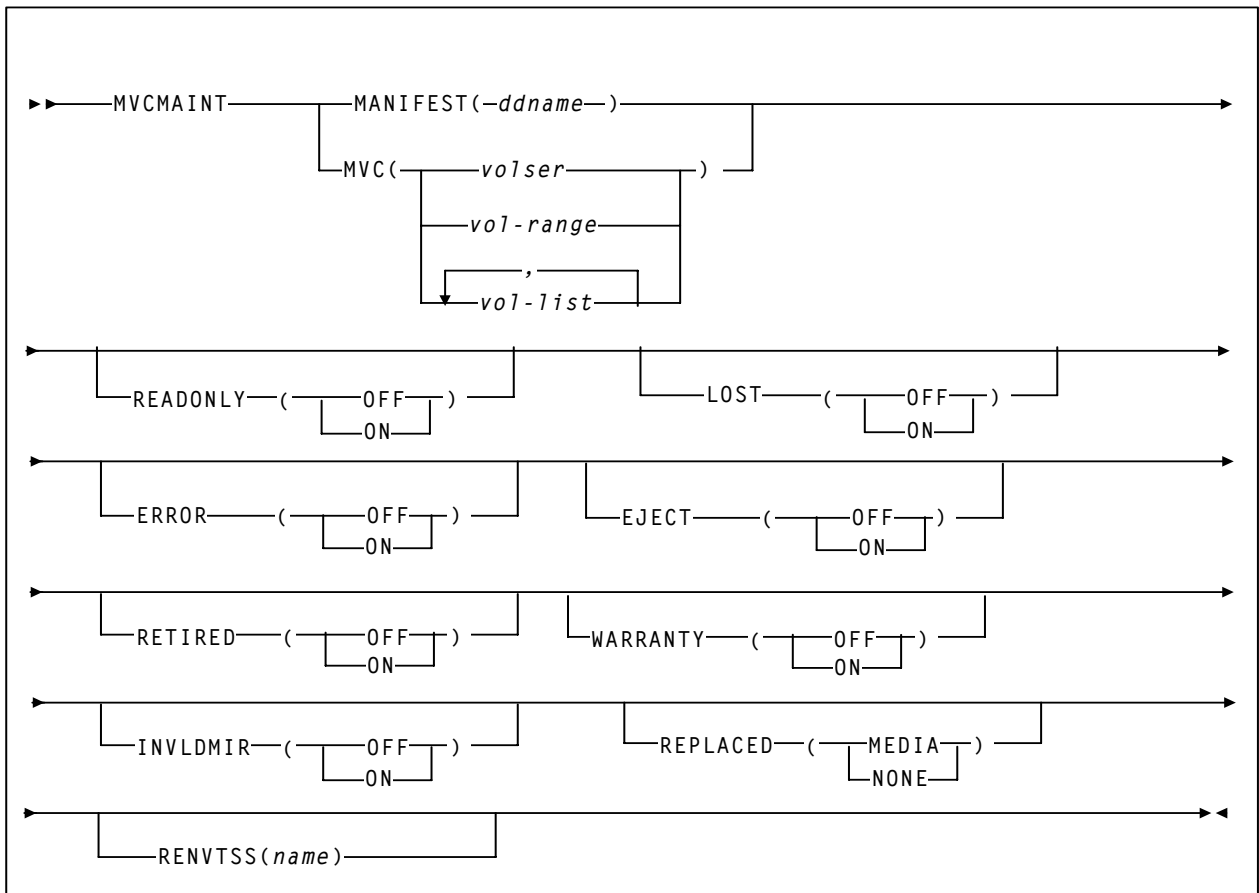 MVCMAINT MANIFEST( ddname )
MVC( volser )
vol-range
,
vol-list
READONLY ( OFF ) LOST ( OFF )
ON ON
ERROR ( OFF ) EJECT ( OFF )
ON ON
RETIRED ( OFF ) WARRANTY ( OFF )
ON ON
INVLDMIR ( OFF ) REPLACED ( MEDIA )
ON NONE
RENVTSS(name)